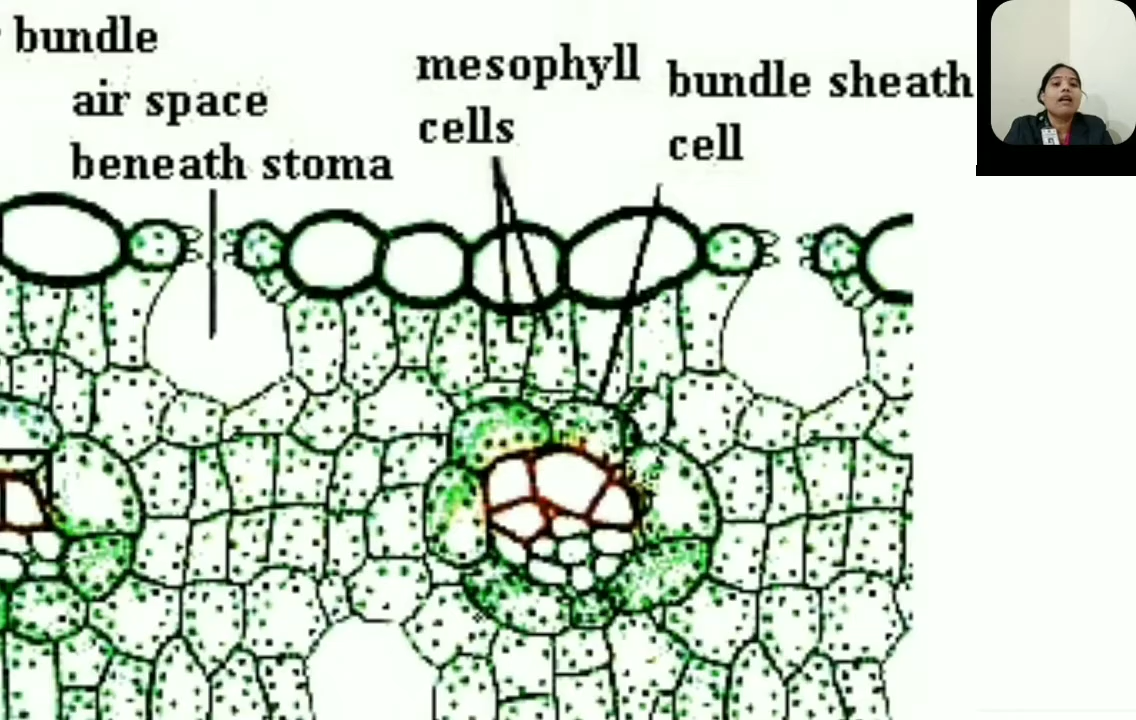 bundle
air space
beneath stoma
mesophyll
cells
bundle sheath
cell